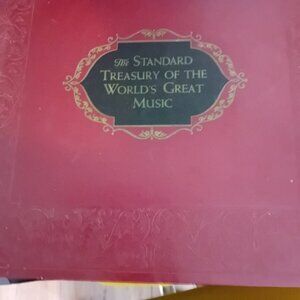 The STANDARD
TREASURY OF THE
WORLD'S GREAT
MUSIC